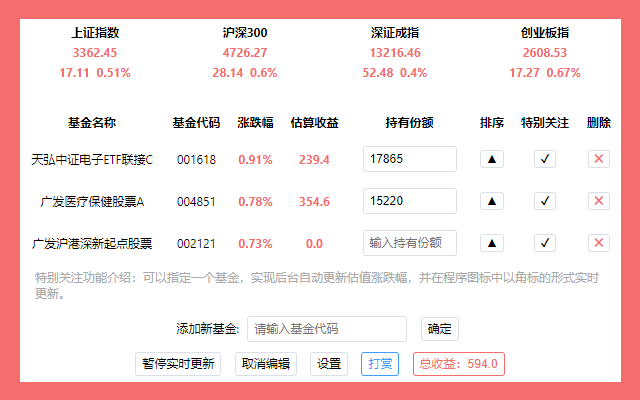 上证指数 沪深300 深证成指 创业板指
3362.45 4726.27 13216.46 2608.53
17.11 0.51% 28.14 0.6% 52.48 0.4% 17.27 0.67%
基金名称 基金代码 涨跌幅 估算收益 持有份额 排序 特别关注 删除
天弘中证电子ETF联接C 001618 0.91% 239.4 17865 ▲ ✓ ✕
广发医疗保健股票A 004851 0.78% 354.6 15220 ▲ ✓ ✕
广发沪港深新起点股票 002121 0.73% 0.0 输入持有份额 ▲ ✓ ✕
特别关注功能介绍：可以指定一个基金，实现后台自动更新估值涨跌幅，并在程序图标中以角标的形式实时
更新。
添加新基金: 请输入基金代码 确定
暂停实时更新 取消编辑 设置 打赏 总收益：594.0